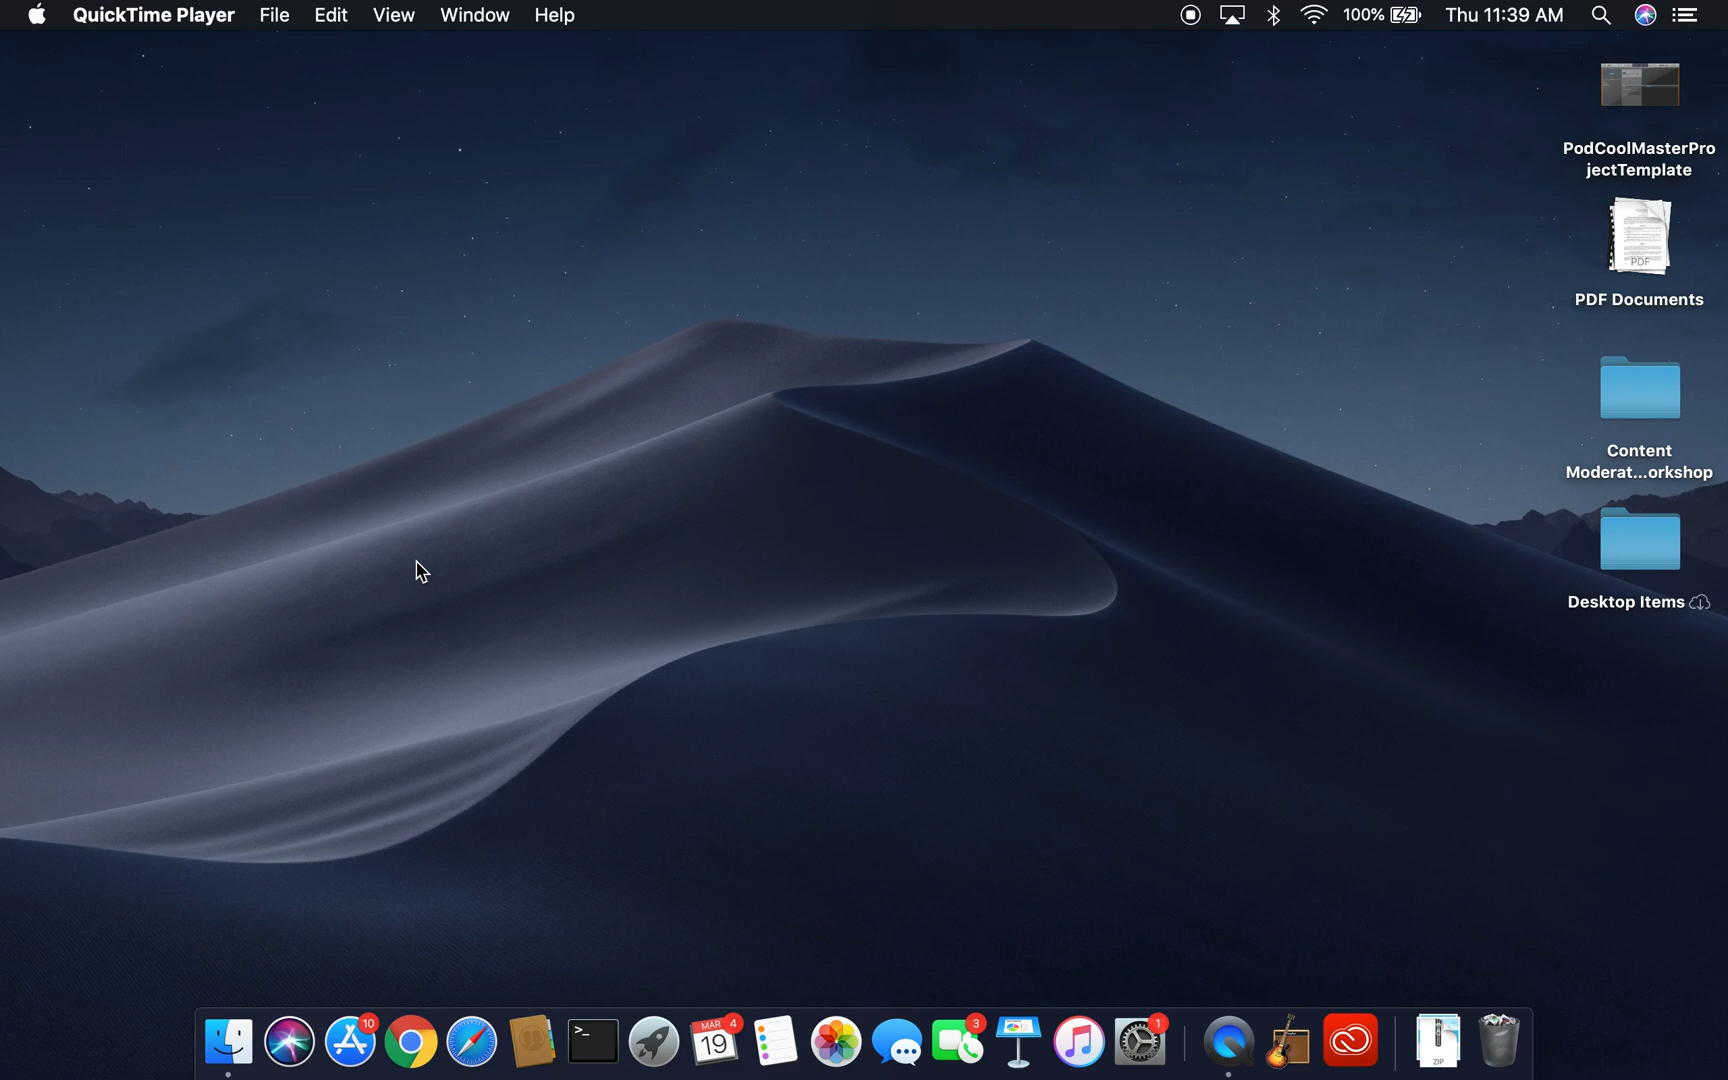 QuickTime Player File Edit View Window Help 100% Thu 11:39 AM
PodCoolMasterPro
jectTemplate
PDF
PDF Documents
Content
Moderat...orkshop
Desktop Items
10
>_
MAR 4
19
3
1
ZIP